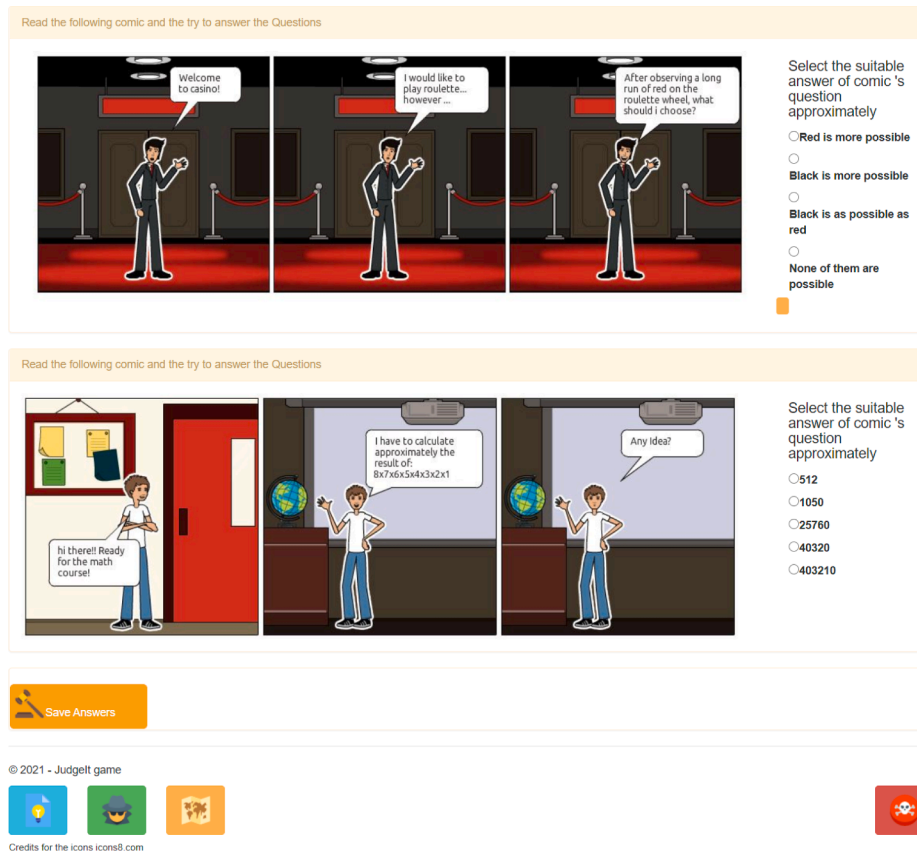 Read the following comic and the try to answer the Questions
Welcome
to casino!
I would like to
play roulette...
however ...
After observing a long
run of red on the
roulette wheel, what
should i choose?
Select the suitable
answer of comic 's
question
approximately
Red is more possible
Black is more possible
Black is as possible as
red
None of them are
possible
Read the following comic and the try to answer the Questions
hi there!! Ready
for the math
course!
I have to calculate
approximately the
result of:
8x7x6x5x4x3x2x1
Any Idea?
Select the suitable
answer of comic 's
question
approximately
512
1050
25760
40320
403210
Save Answers
© 2021 - JudgeIt game
Credits for the icons icons8.com